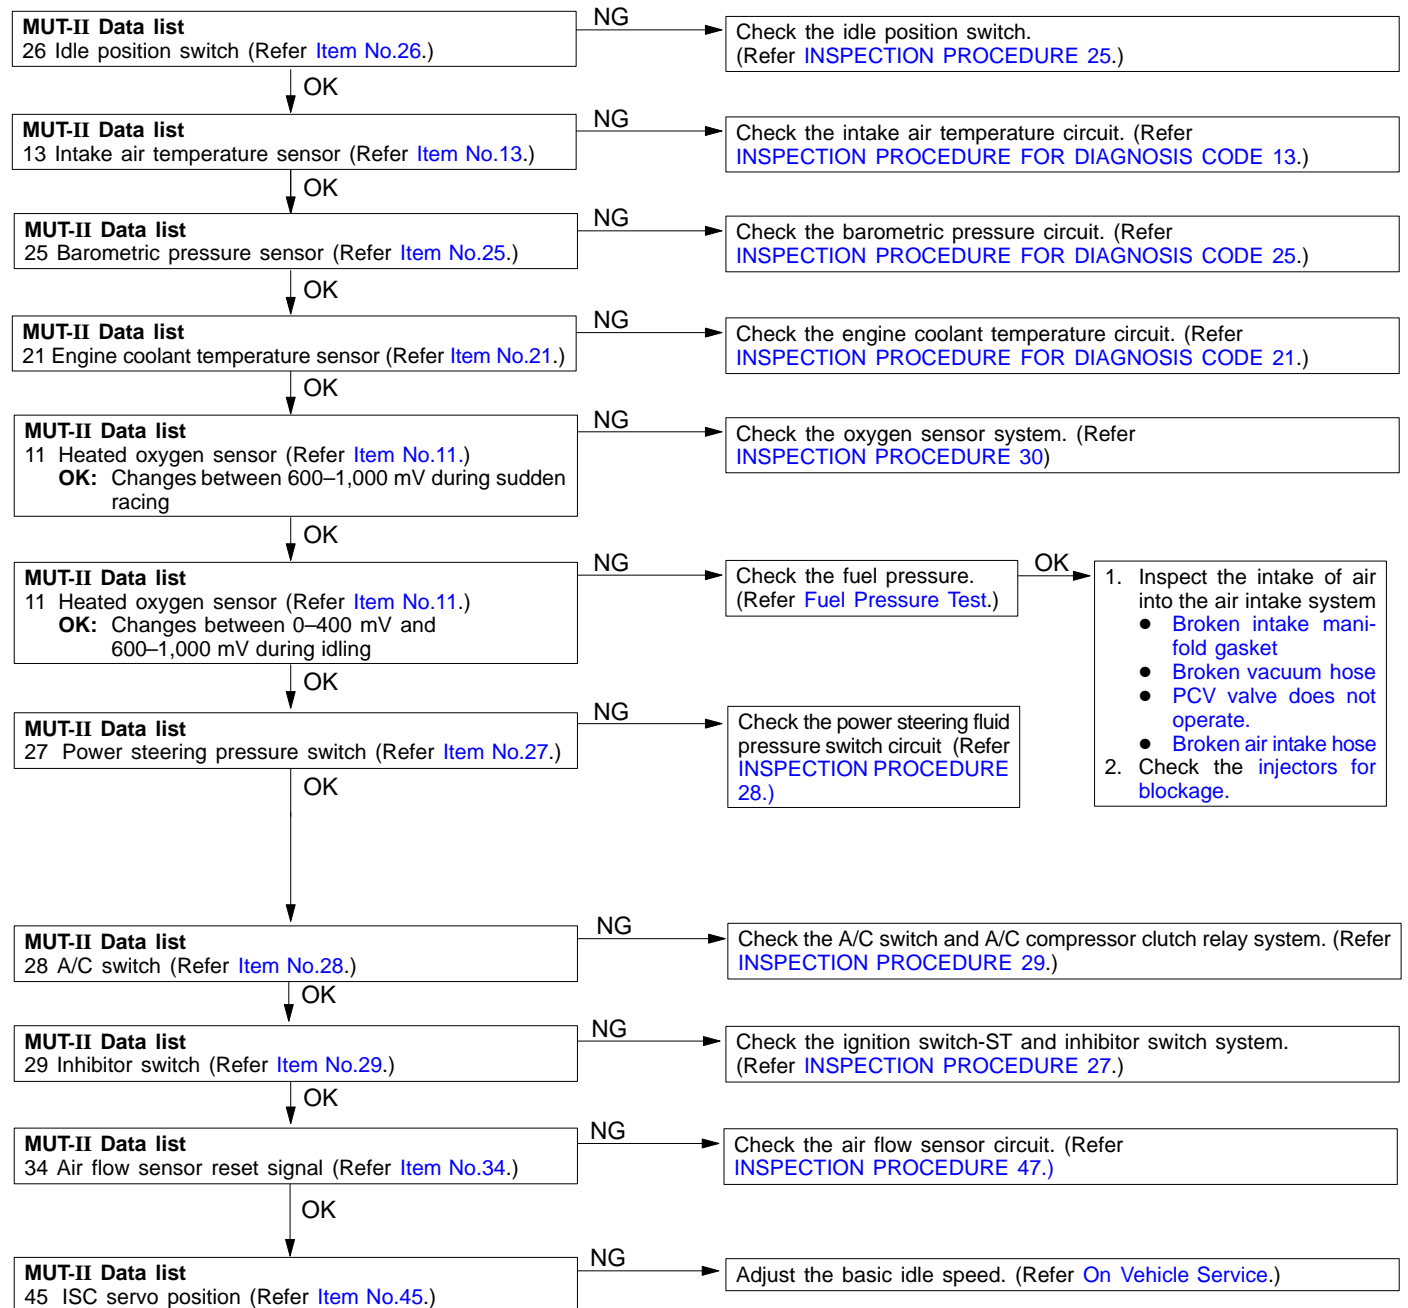 MUT-II Data list
26 Idle position switch (Refer Item No.26.)
NG
Check the idle position switch.
(Refer INSPECTION PROCEDURE 25.)
OK
MUT-II Data list
13 Intake air temperature sensor (Refer Item No.13.)
NG
Check the intake air temperature circuit. (Refer
INSPECTION PROCEDURE FOR DIAGNOSIS CODE 13.)
OK
MUT-II Data list
25 Barometric pressure sensor (Refer Item No.25.)
NG
Check the barometric pressure circuit. (Refer
INSPECTION PROCEDURE FOR DIAGNOSIS CODE 25.)
OK
MUT-II Data list
21 Engine coolant temperature sensor (Refer Item No.21.)
NG
Check the engine coolant temperature circuit. (Refer
INSPECTION PROCEDURE FOR DIAGNOSIS CODE 21.)
OK
MUT-II Data list
11 Heated oxygen sensor (Refer Item No.11.)
OK: Changes between 600–1,000 mV during sudden
racing
NG
Check the oxygen sensor system. (Refer
INSPECTION PROCEDURE 30)
OK
MUT-II Data list
11 Heated oxygen sensor (Refer Item No.11.)
OK: Changes between 0–400 mV and
600–1,000 mV during idling
NG
Check the fuel pressure.
(Refer Fuel Pressure Test.)
OK
1. Inspect the intake of air
into the air intake system
● Broken intake mani-
fold gasket
● Broken vacuum hose
● PCV valve does not
operate.
● Broken air intake hose
2. Check the injectors for
blockage.
OK
MUT-II Data list
27 Power steering pressure switch (Refer Item No.27.)
NG
Check the power steering fluid
pressure switch circuit (Refer
INSPECTION PROCEDURE
28.)
OK
MUT-II Data list
28 A/C switch (Refer Item No.28.)
NG
Check the A/C switch and A/C compressor clutch relay system. (Refer
INSPECTION PROCEDURE 29.)
OK
MUT-II Data list
29 Inhibitor switch (Refer Item No.29.)
NG
Check the ignition switch-ST and inhibitor switch system.
(Refer INSPECTION PROCEDURE 27.)
OK
MUT-II Data list
34 Air flow sensor reset signal (Refer Item No.34.)
NG
Check the air flow sensor circuit. (Refer
INSPECTION PROCEDURE 47.)
OK
MUT-II Data list
45 ISC servo position (Refer Item No.45.)
NG
Adjust the basic idle speed. (Refer On Vehicle Service.)